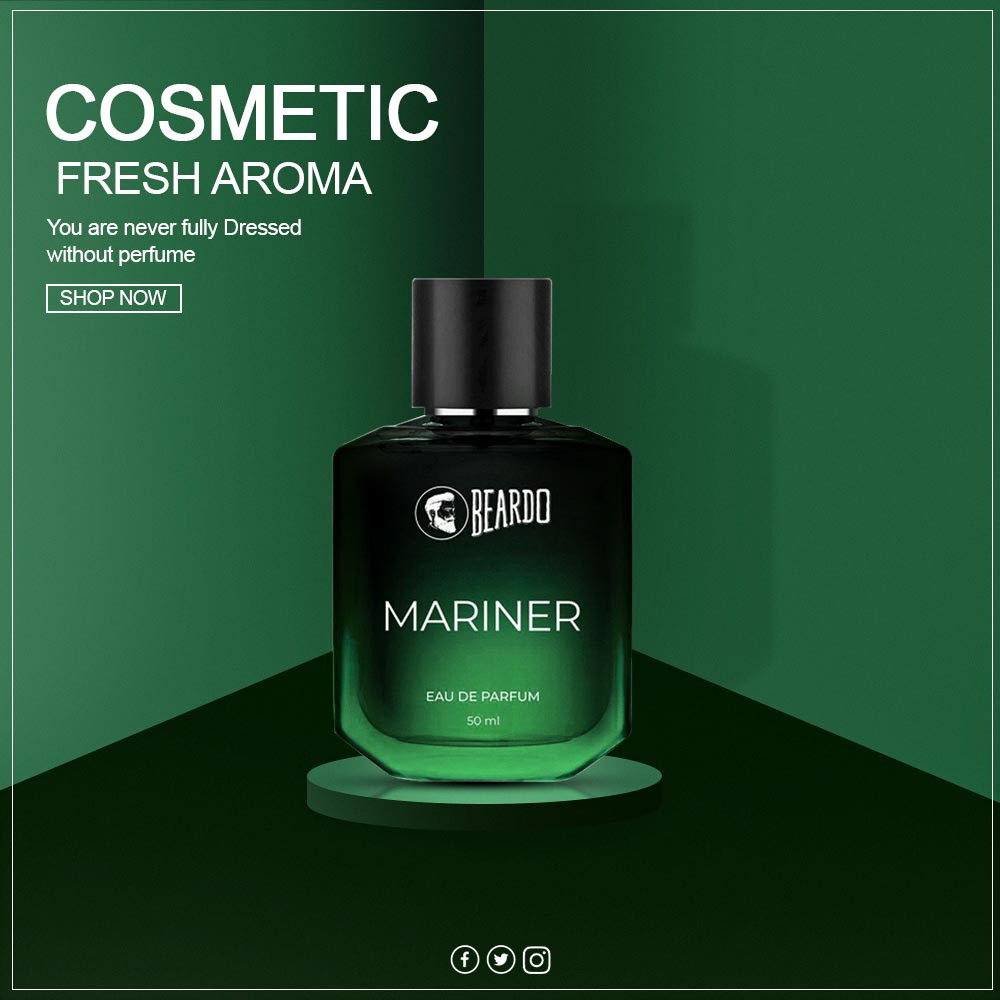 COSMETIC
FRESH AROMA
You are never fully Dressed
without perfume
SHOP NOW
BEARDO
MARINER
EAU DE PARFUM
50 ml